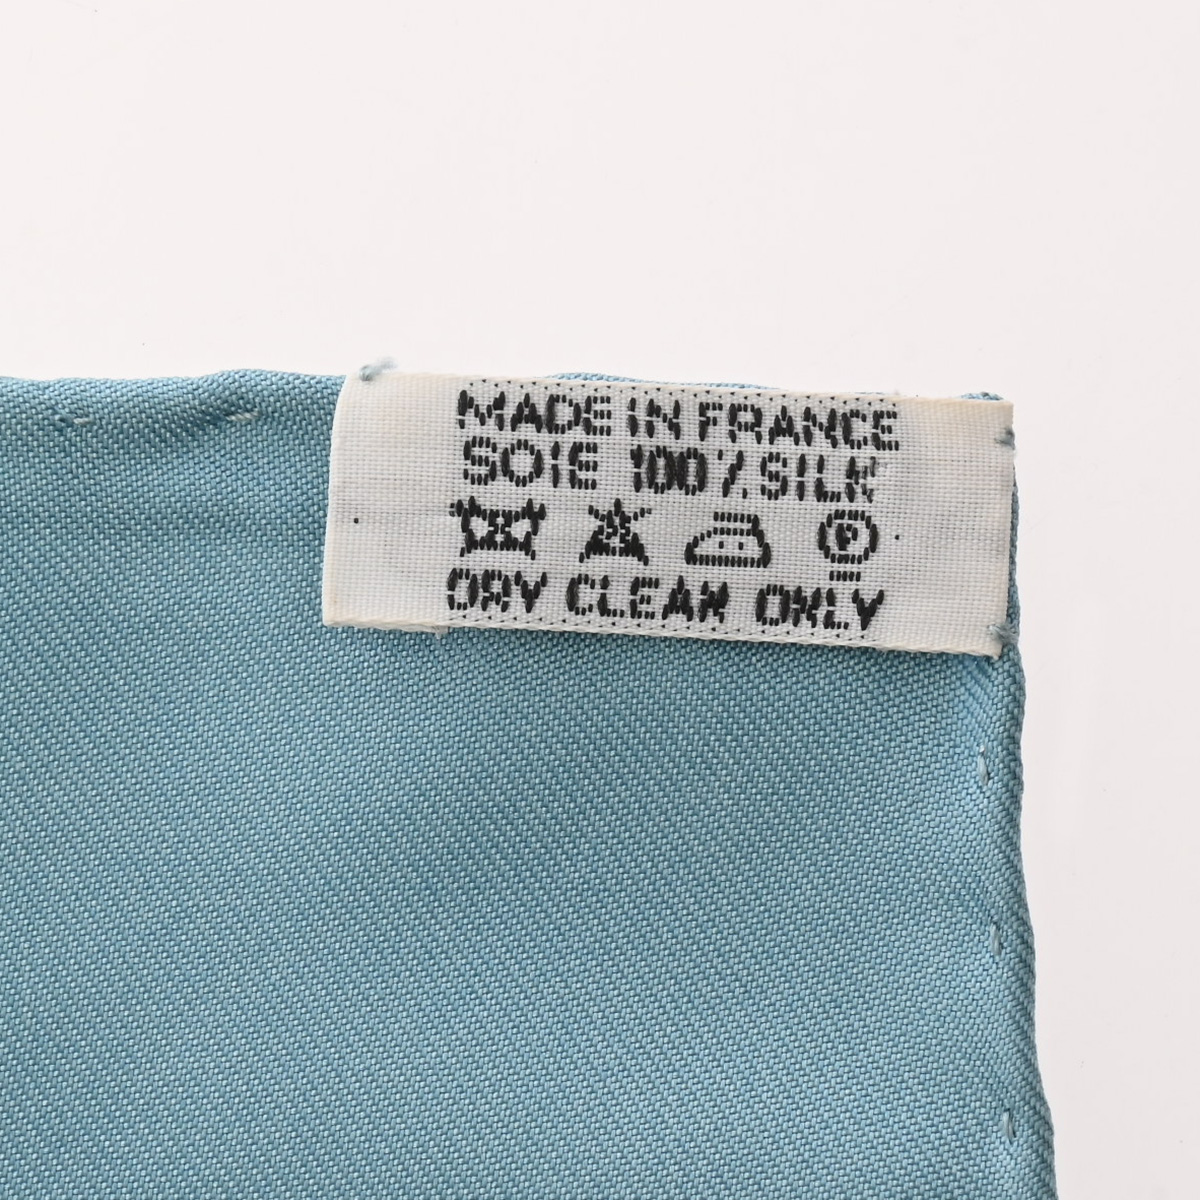 MADE IN FRANCE
SOIE 100% SILK
P
DRY CLEAN ONLY